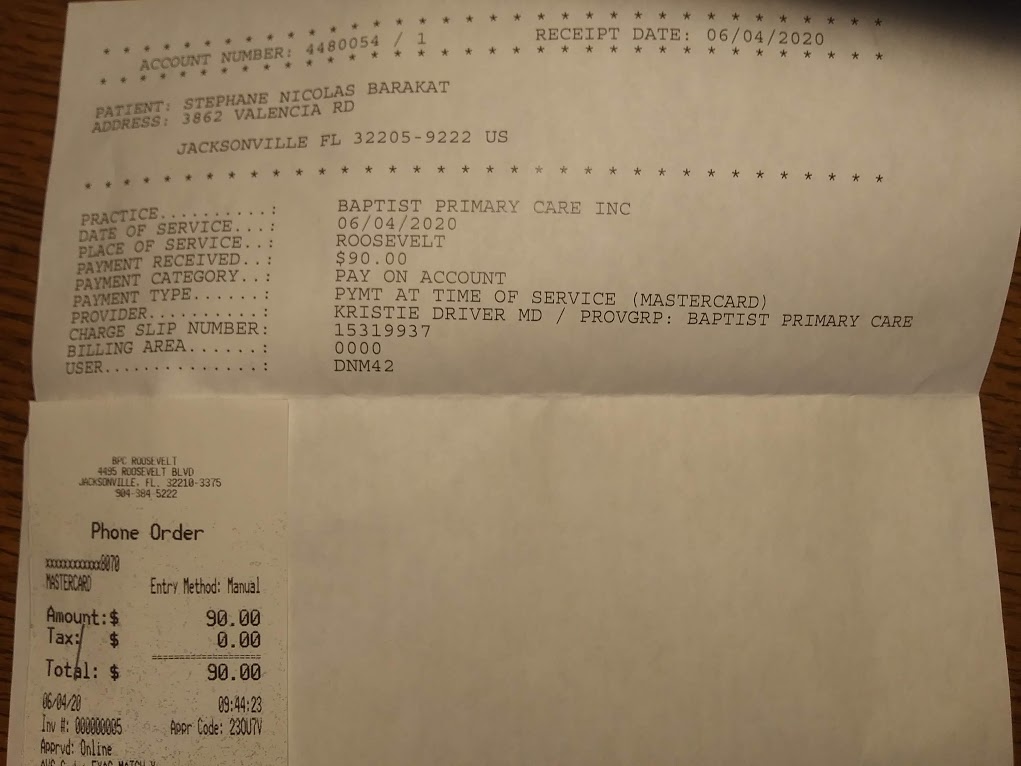 * * * * * * * * * * * * * * * * * * * * * * * * * * * *
ACCOUNT NUMBER: 4480054 / 1 RECEIPT DATE: 06/04/2020
* * * * * * * * * * * * * * * * * * * * * * * * * * * *
PATIENT: STEPHANE NICOLAS BARAKAT
ADDRESS: 3862 VALENCIA RD
JACKSONVILLE FL 32205-9222 US
* * * * * * * * * * * * * * * * * * * * * * * * * * * *
PRACTICE..........: BAPTIST PRIMARY CARE INC
DATE OF SERVICE...: 06/04/2020
PLACE OF SERVICE..: ROOSEVELT
PAYMENT RECEIVED..: $90.00
PAYMENT CATEGORY..: PAY ON ACCOUNT
PAYMENT TYPE......: PYMT AT TIME OF SERVICE (MASTERCARD)
PROVIDER..........: KRISTIE DRIVER MD / PROVGRP: BAPTIST PRIMARY CARE
CHARGE SLIP NUMBER: 15319937
BILLING AREA......: 0000
USER..............: DNM42
BPC ROOSEVELT
4495 ROOSEVELT BLVD
JACKSONVILLE, FL. 32210-3375
904-384 5222
Phone Order
xxxxxxxxxxxx8070
MASTERCARD Entry Method: Manual
Amount:$ 90.00
Tax: $ 0.00
Total: $ 90.00
06/04/20 09:44:23
Inv #: 000000005 Appr Code: 23OU7V
Apprvd: Online